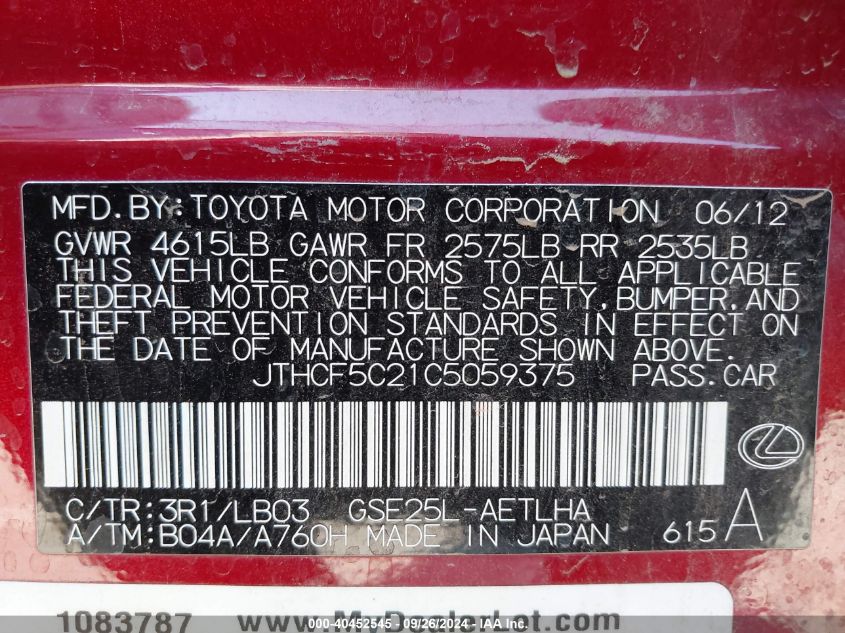 MFD. BY: TOYOTA MOTOR CORPORATION 06/12
GVWR 4615LB GAWR FR 2575LB RR 2535LB
THIS VEHICLE CONFORMS TO ALL APPLICABLE
FEDERAL MOTOR VEHICLE SAFETY, BUMPER, AND
THEFT PREVENTION STANDARDS IN EFFECT ON
THE DATE OF MANUFACTURE SHOWN ABOVE.
JTHCF5C21C5059375 PASS. CAR
C/TR: 3R1/LB03 GSE25L-AETLHA
A/TM: B04A/A760H MADE IN JAPAN 615 A
1083787 www.MyDealerLot.com
000-40452545 - 09/26/2024 - IAA Inc.